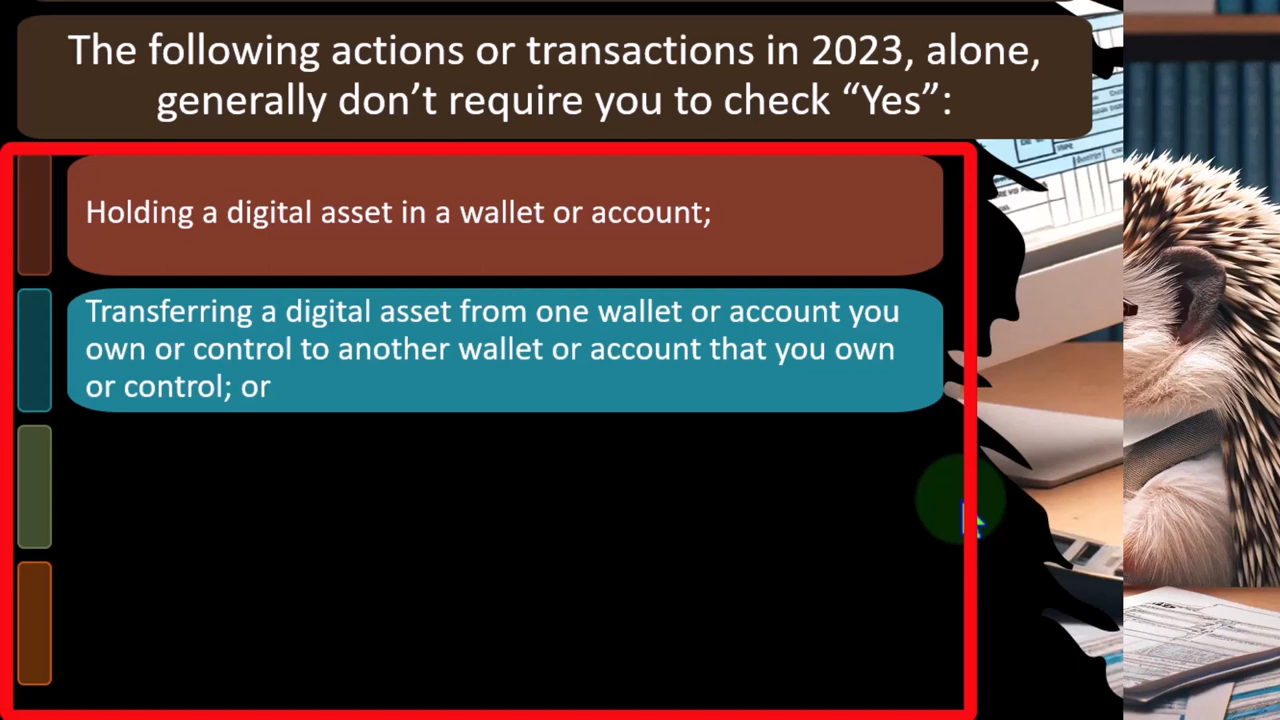 The following actions or transactions in 2023, alone,
generally don’t require you to check “Yes”:
Holding a digital asset in a wallet or account;
Transferring a digital asset from one wallet or account you
own or control to another wallet or account that you own
or control; or